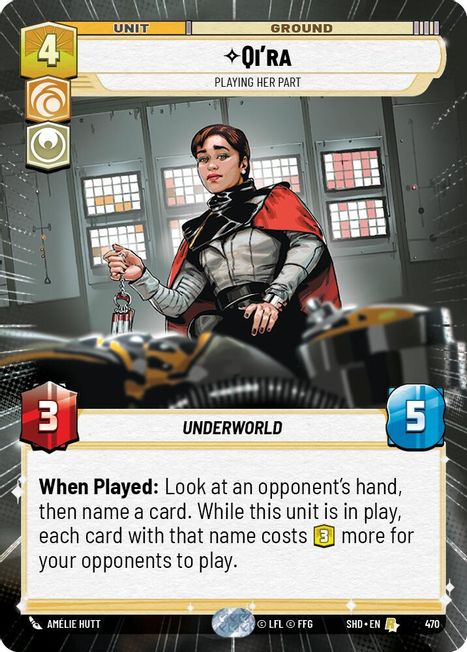 UNIT
GROUND
4
✧QI'RA
PLAYING HER PART
3
5
UNDERWORLD
When Played: Look at an opponent's hand,
then name a card. While this unit is in play,
each card with that name costs 3 more for
your opponents to play.
AMÉLIE HUTT
© LFL © FFG
SHD • EN
R
470